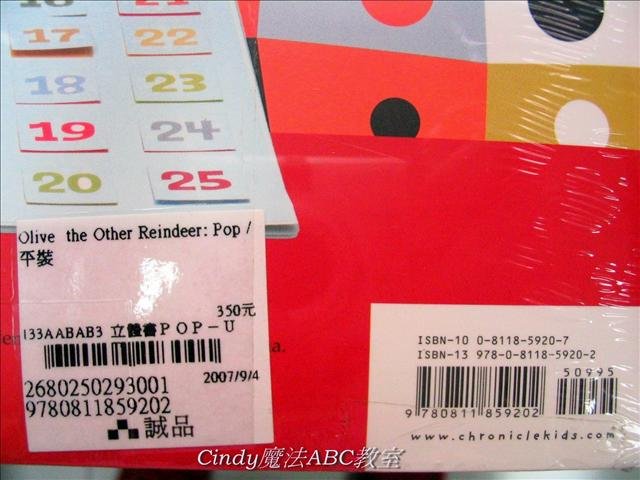 16
21
17
22
18
23
19
24
20
25
Olive the Other Reindeer: Pop /
平裝
350元
133AABAB3 立體書POP-U
2680250293001
2007/9/4
9780811859202
誠品
a.
ISBN-10 0-8118-5920-7
ISBN-13 978-0-8118-5920-2
50995
9 780811 859202
www.chroniclekids.com
Cindy魔法ABC教室